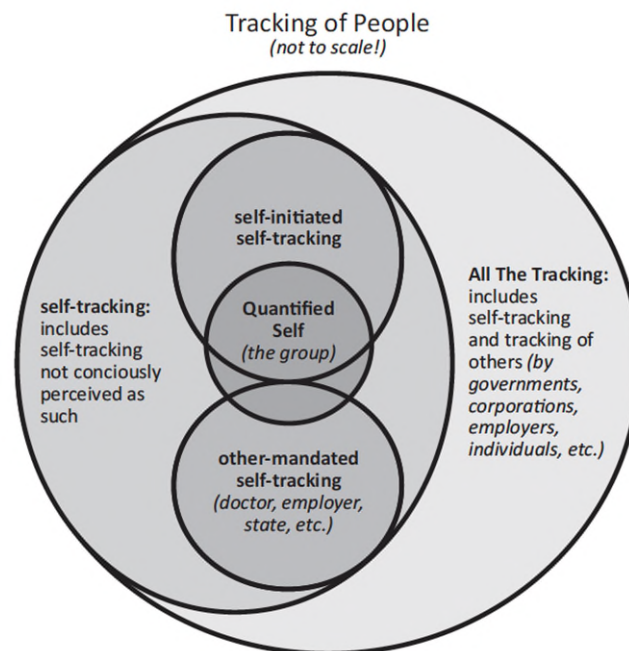 Tracking of People
(not to scale!)
self-initiated
self-tracking
self-tracking:
includes
self-tracking
not conciously
perceived as
such
Quantified
Self
(the group)
All The Tracking:
includes
self-tracking
and tracking of
others (by
governments,
corporations,
employers,
individuals, etc.)
other-mandated
self-tracking
(doctor, employer,
state, etc.)